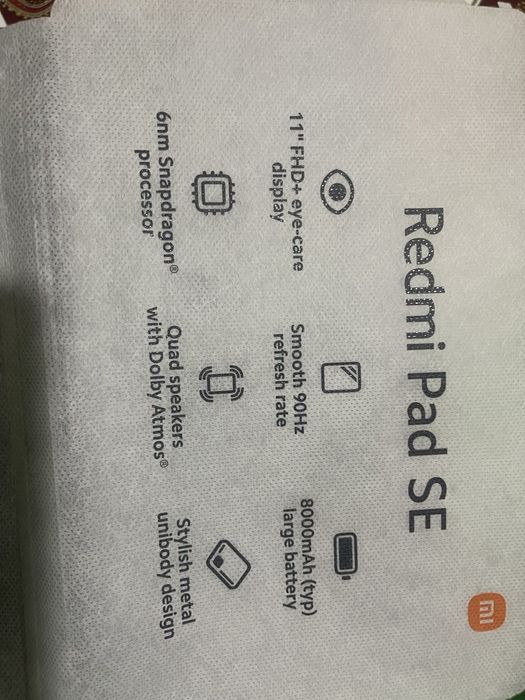 mi
Redmi Pad SE
11" FHD+ eye-care
display
Smooth 90Hz
refresh rate
8000mAh (typ)
large battery
6nm Snapdragon®
processor
Quad speakers
with Dolby Atmos®
Stylish metal
unibody design